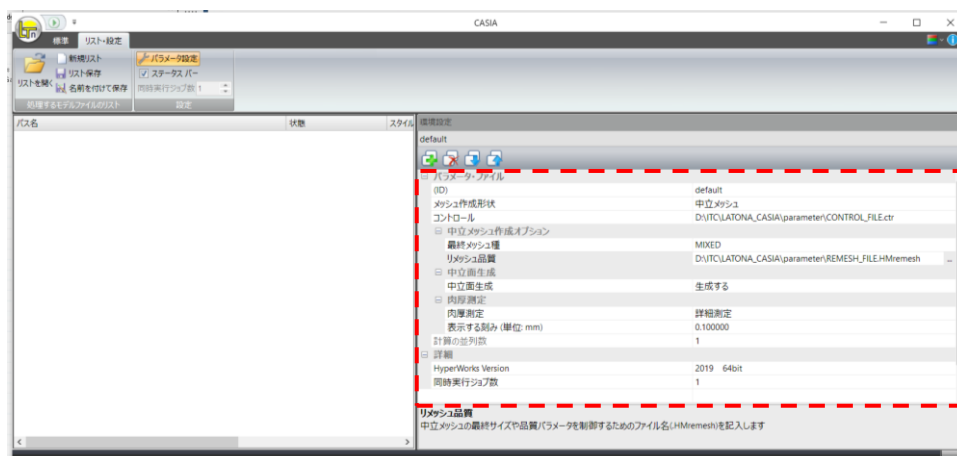 CASIA
標準 リスト・設定
リストを開く
新規リスト
リスト保存
名前を付けて保存
処理するモデルファイルのリスト
パラメータ設定
ステータス バー
同時実行ジョブ数 1
設定
パス名 状態 スタイル
環境設定
default
パラメータ・ファイル
(ID) default
メッシュ作成形状 中立メッシュ
コントロール D:\ITC\LATONA_CASIA\parameter\CONTROL_FILE.ctr
中立メッシュ作成オプション
最終メッシュ種 MIXED
リメッシュ品質 D:\ITC\LATONA_CASIA\parameter\REMESH_FILE.HMremesh ...
中立面生成
中立面生成 生成する
肉厚測定
肉厚測定 詳細測定
表示する刻み (単位: mm) 0.100000
計算の並列数 1
詳細
HyperWorks Version 2019 64bit
同時実行ジョブ数 1
リメッシュ品質
中立メッシュの最終サイズや品質パラメータを制御するためのファイル名(.HMremesh)を記入します